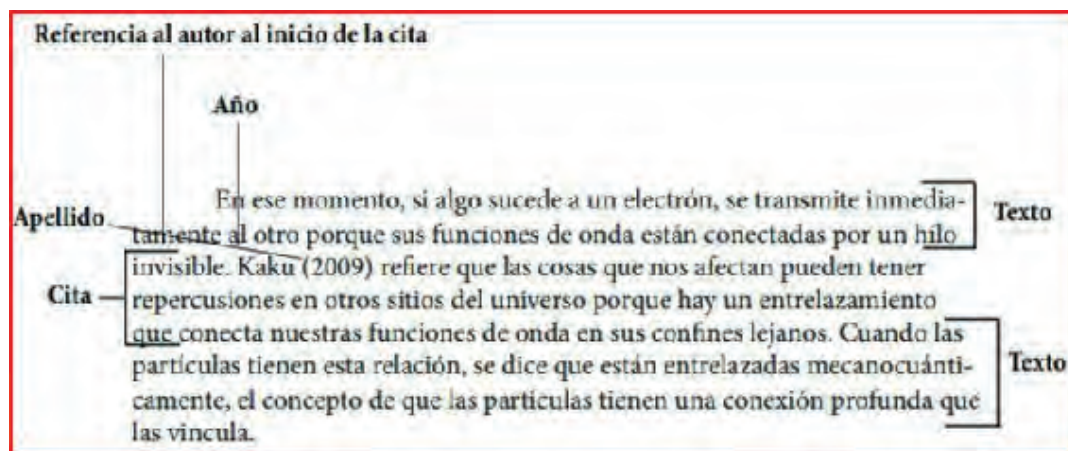 Referencia al autor al inicio de la cita
Año
En ese momento, si algo sucede a un electrón, se transmite inmedia-
Texto
Apellido
tamente al otro porque sus funciones de onda están conectadas por un hilo
invisible. Kaku (2009) refiere que las cosas que nos afectan pueden tener
Cita
repercusiones en otros sitios del universo porque hay un entrelazamiento
que conecta nuestras funciones de onda en sus confines lejanos. Cuando las
partículas tienen esta relación, se dice que están entrelazadas mecanocuánti-
Texto
camente, el concepto de que las partículas tienen una conexión profunda que
las vincula.